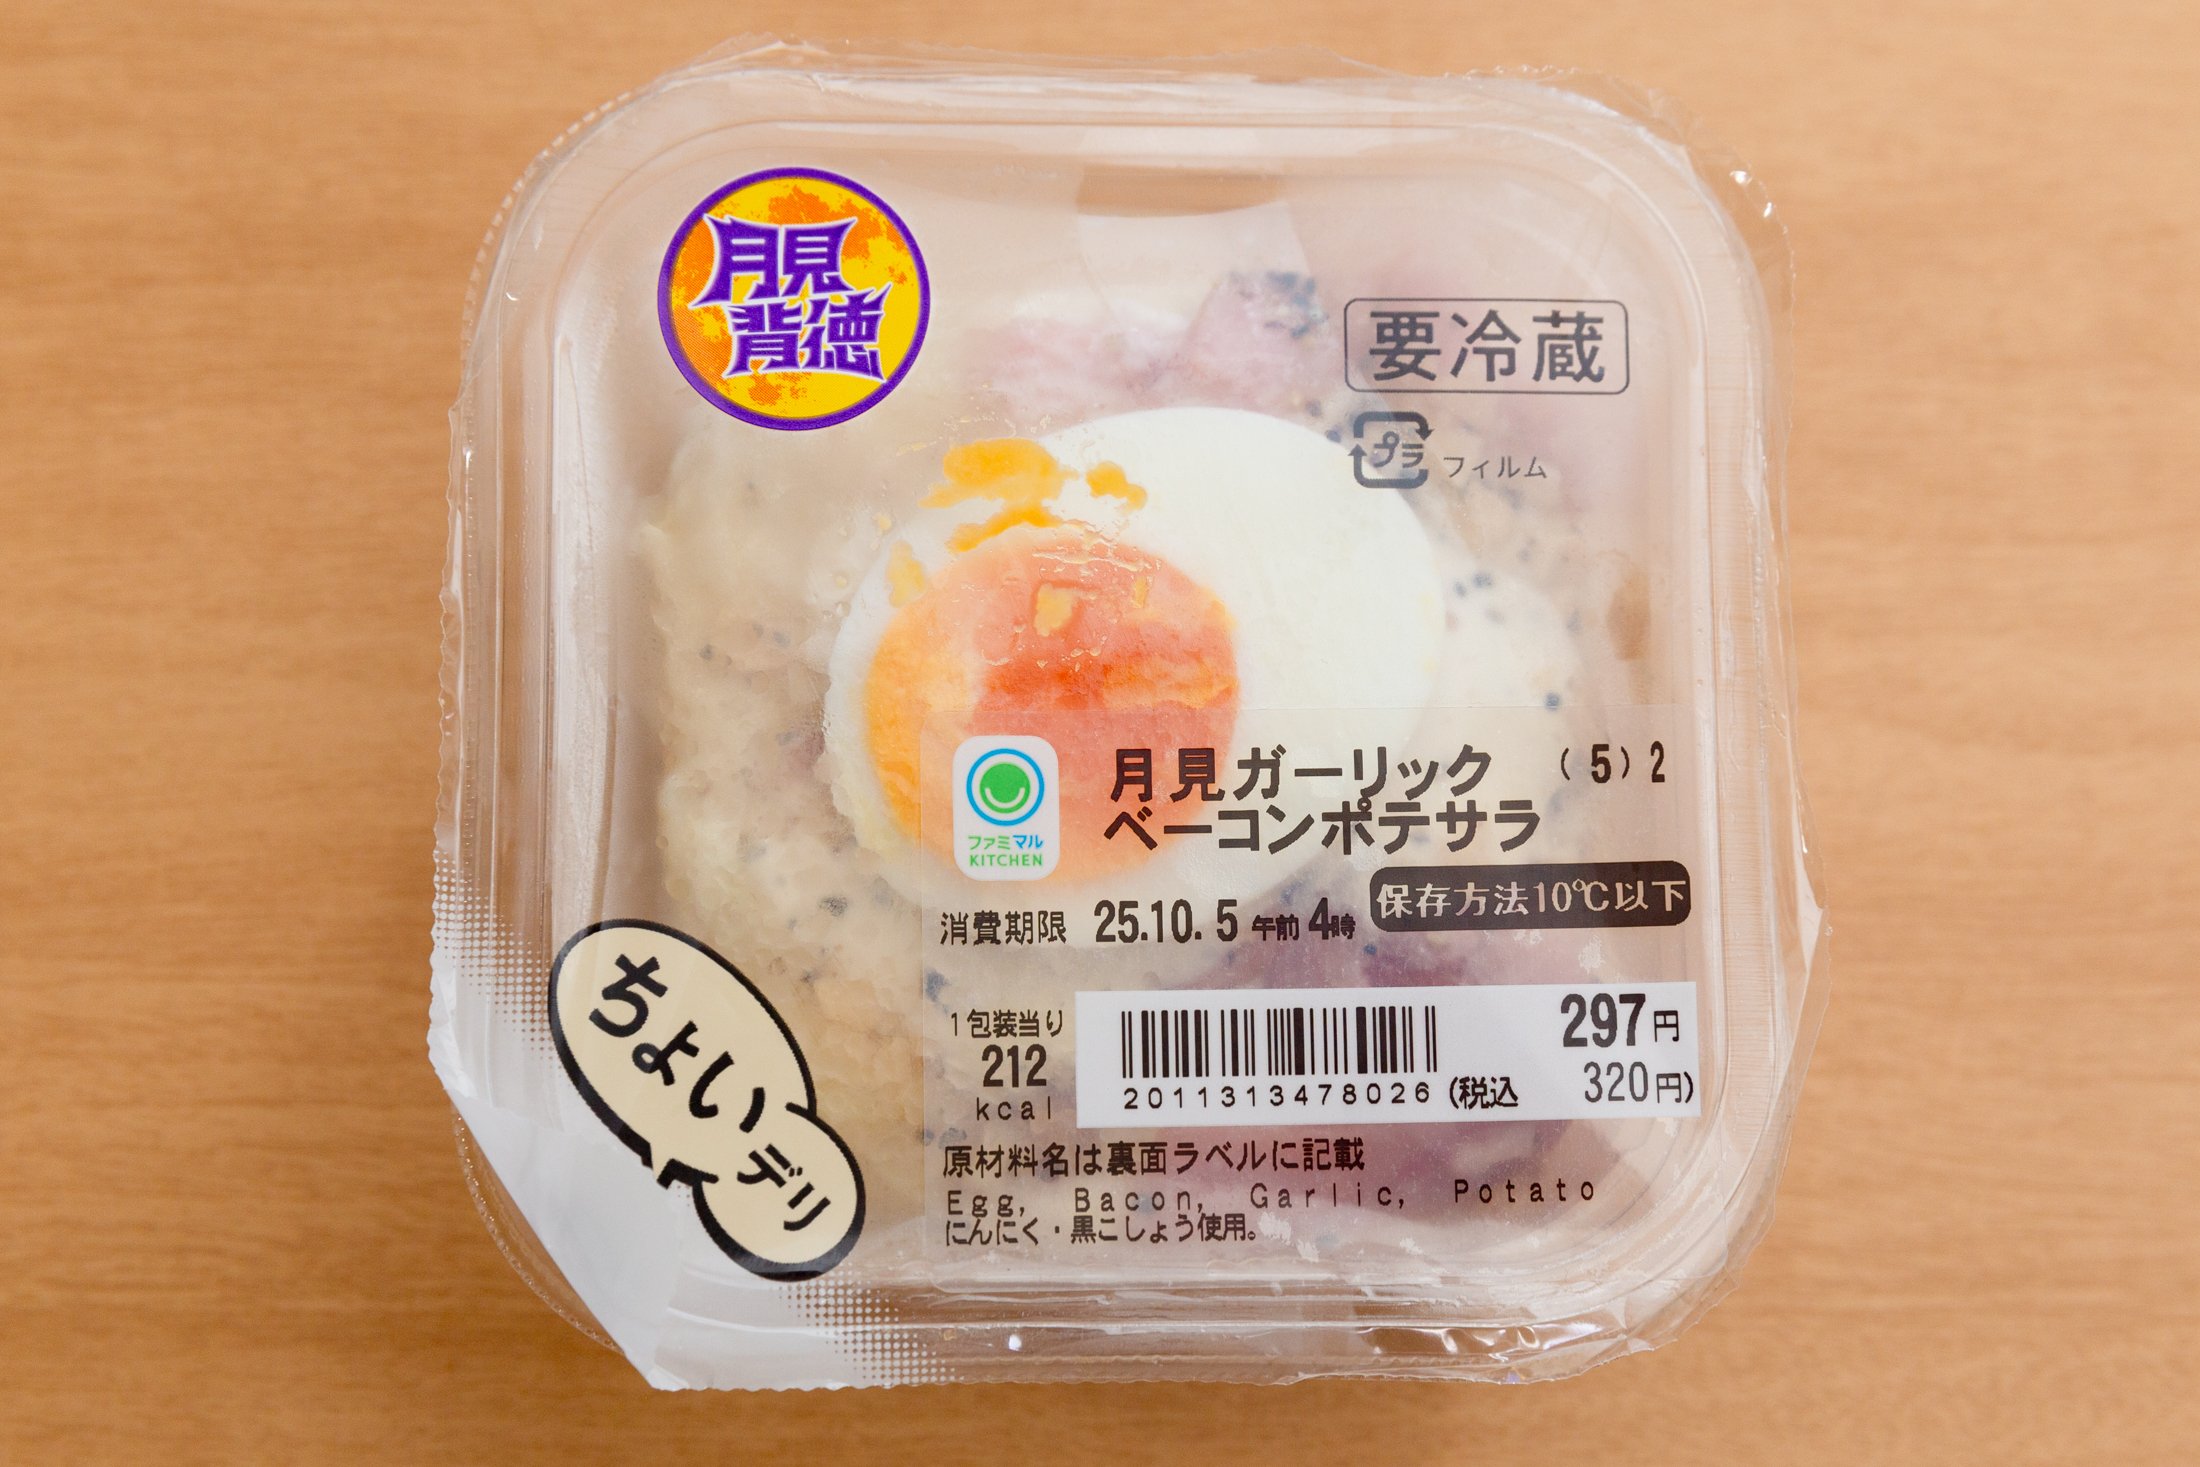 月見
背徳
要冷蔵
プラ フィルム
ファミマル
KITCHEN
月見ガーリック (5)2
ベーコンポテサラ
消費期限 25.10.5 午前4時
保存方法10℃以下
1包装当り
212
kcal
297円
2011313478026 (税込 320円)
原材料名は裏面ラベルに記載
Egg, Bacon, Garlic, Potato
にんにく・黒こしょう使用。
ちょい
デリ